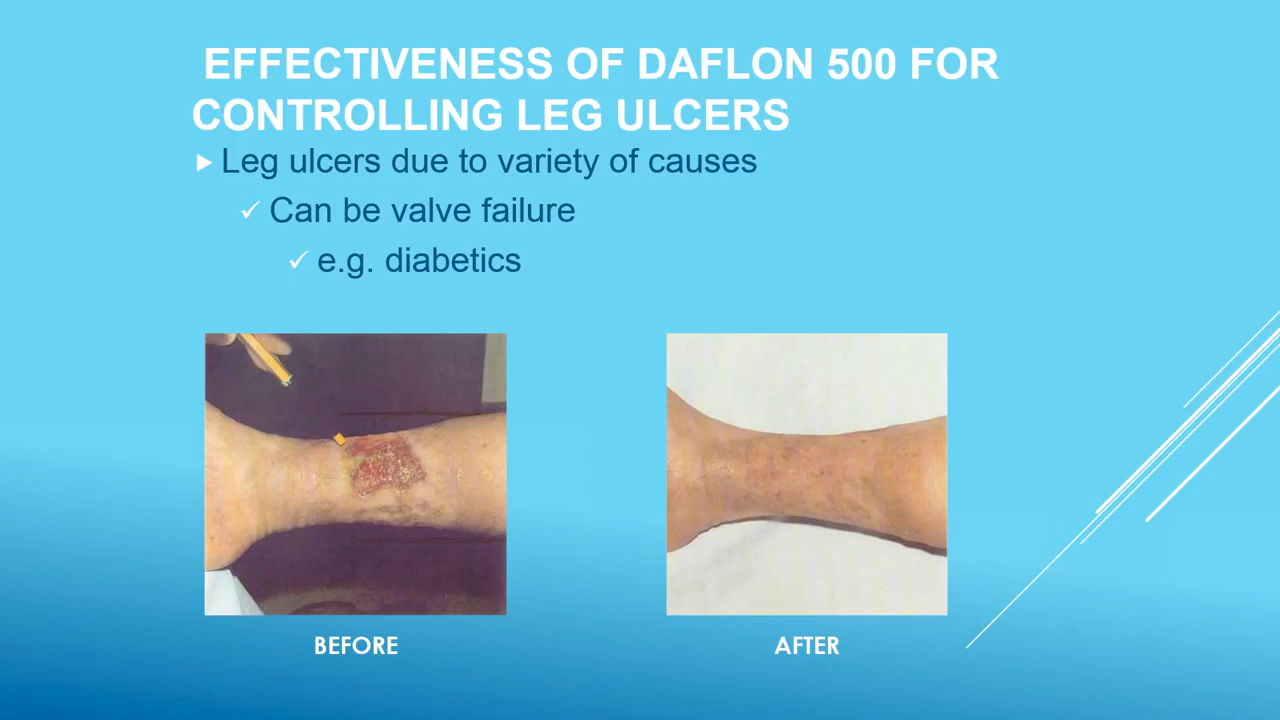 EFFECTIVENESS OF DAFLON 500 FOR
CONTROLLING LEG ULCERS
Leg ulcers due to variety of causes
Can be valve failure
e.g. diabetics
BEFORE
AFTER